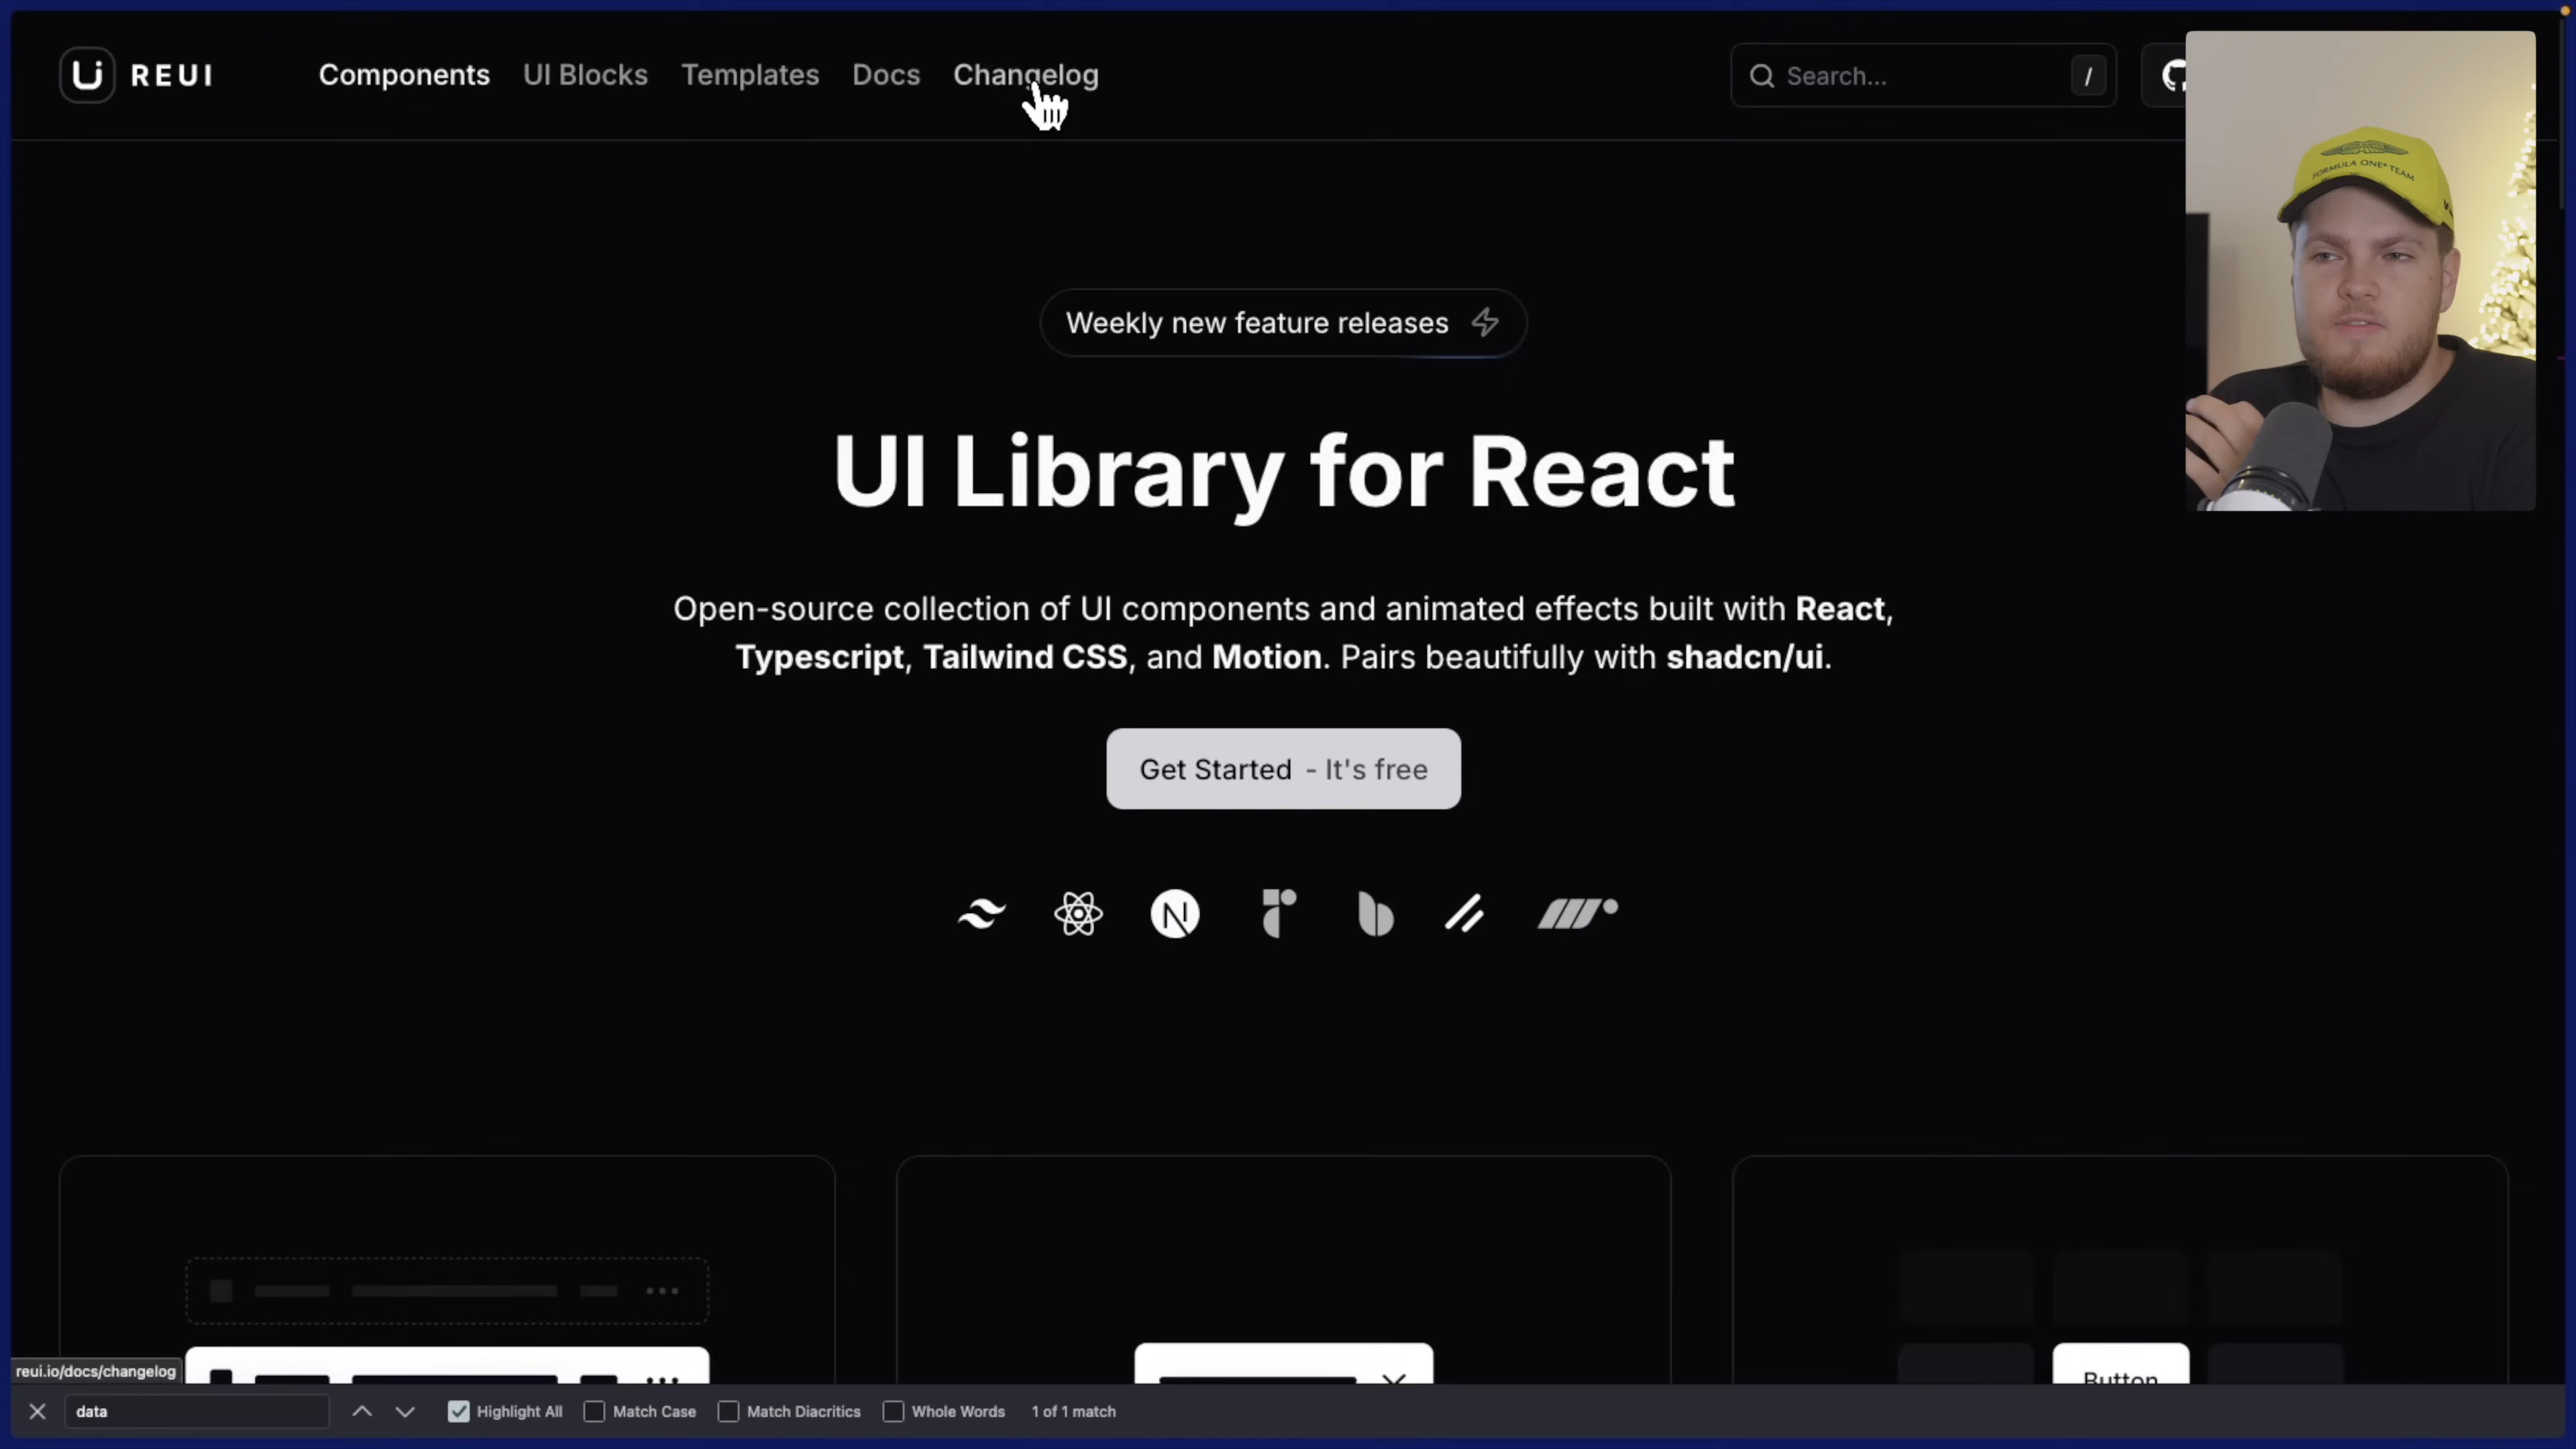 REUI
Components
UI Blocks
Templates
Docs
Changelog
Search...
/
FORMULA ONE TEAM
Weekly new feature releases
UI Library for React
Open-source collection of UI components and animated effects built with React,
Typescript, Tailwind CSS, and Motion. Pairs beautifully with shadcn/ui.
Get Started - It's free
Button
reui.io/docs/changelog
data
Highlight All
Match Case
Match Diacritics
Whole Words
1 of 1 match